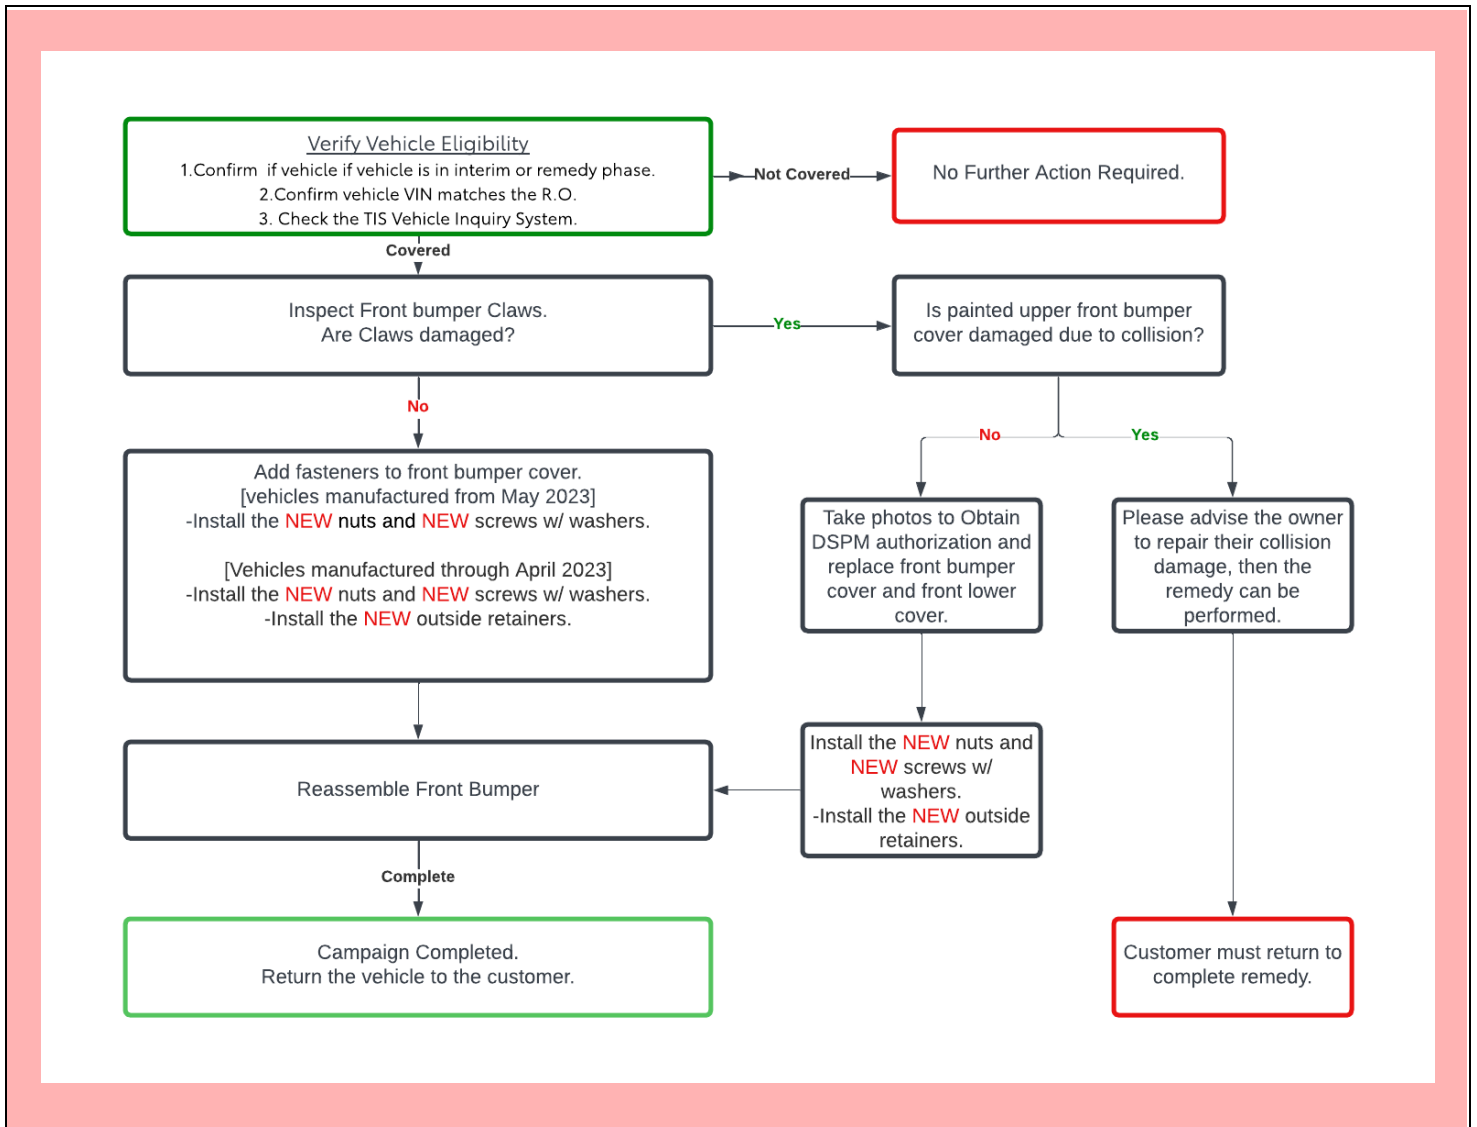 Verify Vehicle Eligibility
1.Confirm if vehicle if vehicle is in interim or remedy phase.
2.Confirm vehicle VIN matches the R.O.
3. Check the TIS Vehicle Inquiry System.
Not Covered
No Further Action Required.
Covered
Inspect Front bumper Claws.
Are Claws damaged?
Yes
Is painted upper front bumper
cover damaged due to collision?
No
No
Yes
Add fasteners to front bumper cover.
[vehicles manufactured from May 2023]
-Install the NEW nuts and NEW screws w/ washers.
[Vehicles manufactured through April 2023]
-Install the NEW nuts and NEW screws w/ washers.
-Install the NEW outside retainers.
Take photos to Obtain
DSPM authorization and
replace front bumper
cover and front lower
cover.
Please advise the owner
to repair their collision
damage, then the
remedy can be
performed.
Install the NEW nuts and
NEW screws w/
washers.
-Install the NEW outside
retainers.
Reassemble Front Bumper
Complete
Campaign Completed.
Return the vehicle to the customer.
Customer must return to
complete remedy.